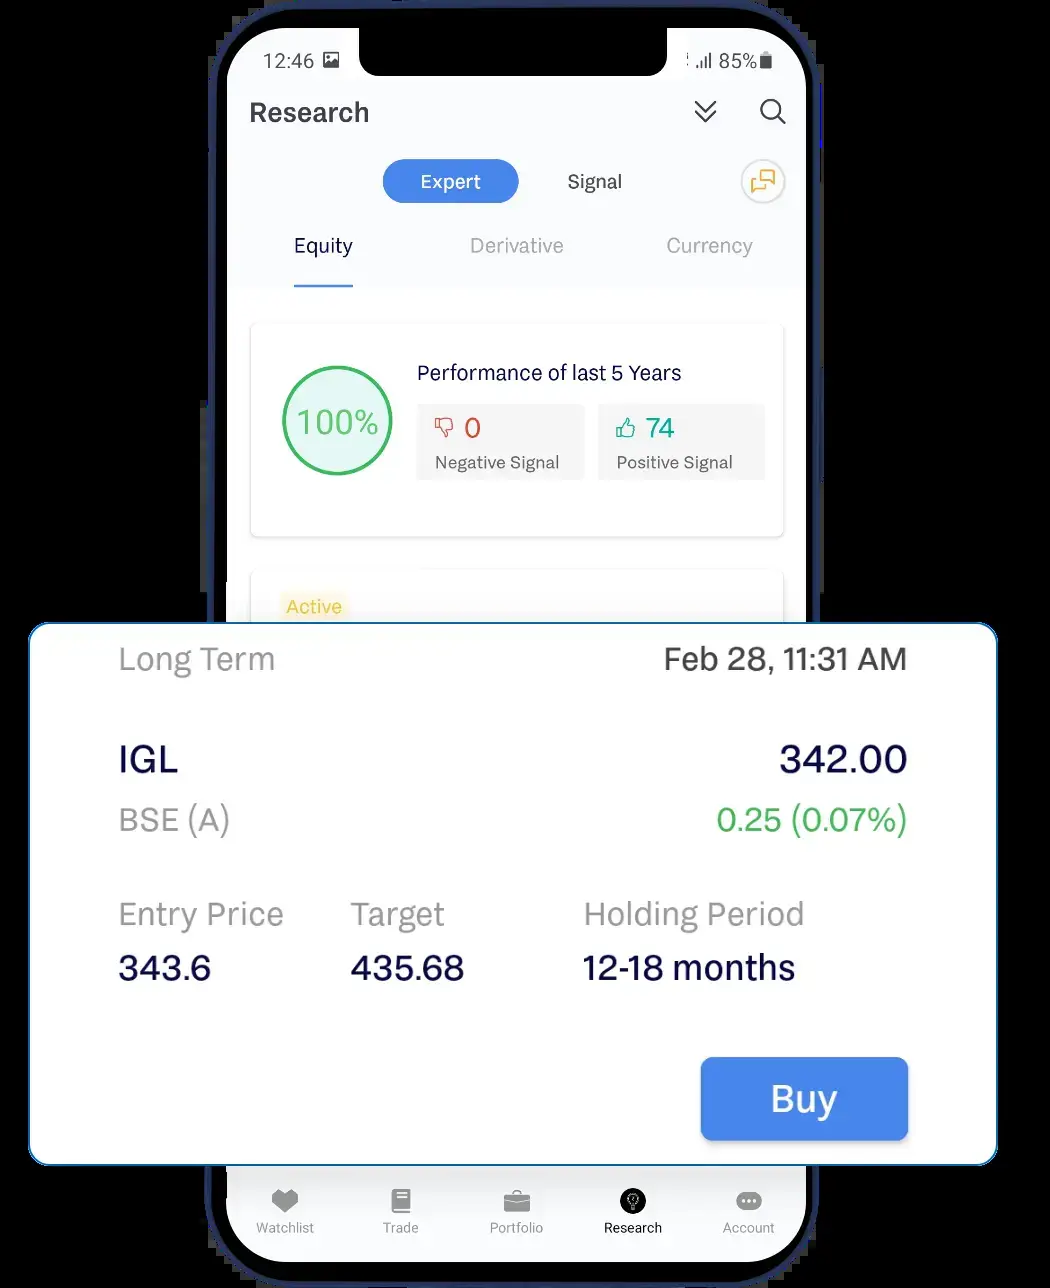 12:46 85%
Research
Expert Signal
Equity Derivative Currency
Performance of last 5 Years
100%
0 74
Negative Signal Positive Signal
Active
Long Term Feb 28, 11:31 AM
IGL 342.00
BSE (A) 0.25 (0.07%)
Entry Price Target Holding Period
343.6 435.68 12-18 months
Buy
Watchlist Trade Portfolio Research Account